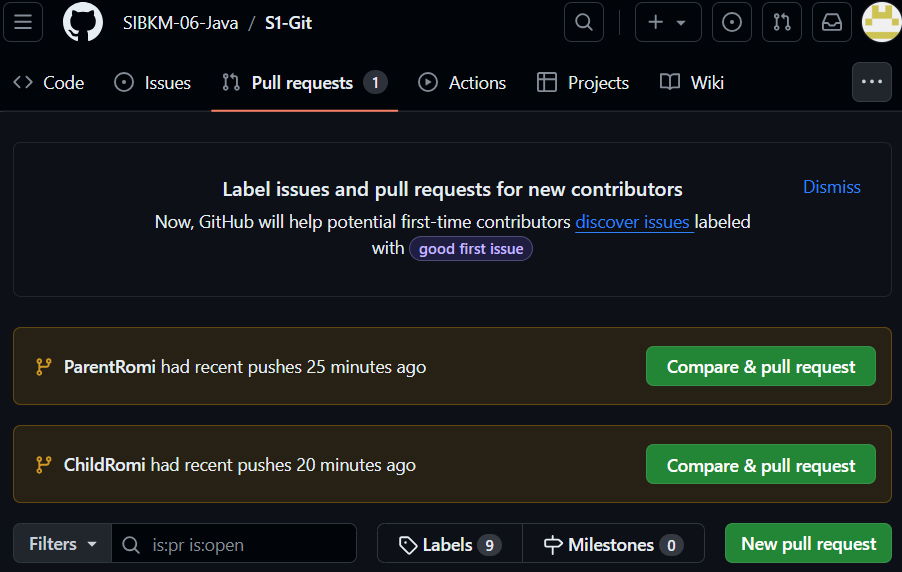 SIBKM-06-Java / S1-Git
Code Issues Pull requests 1 Actions Projects Wiki
Label issues and pull requests for new contributors
Dismiss
Now, GitHub will help potential first-time contributors discover issues labeled
with good first issue
ParentRomi had recent pushes 25 minutes ago
Compare & pull request
ChildRomi had recent pushes 20 minutes ago
Compare & pull request
Filters is:pr is:open Labels 9 Milestones 0 New pull request